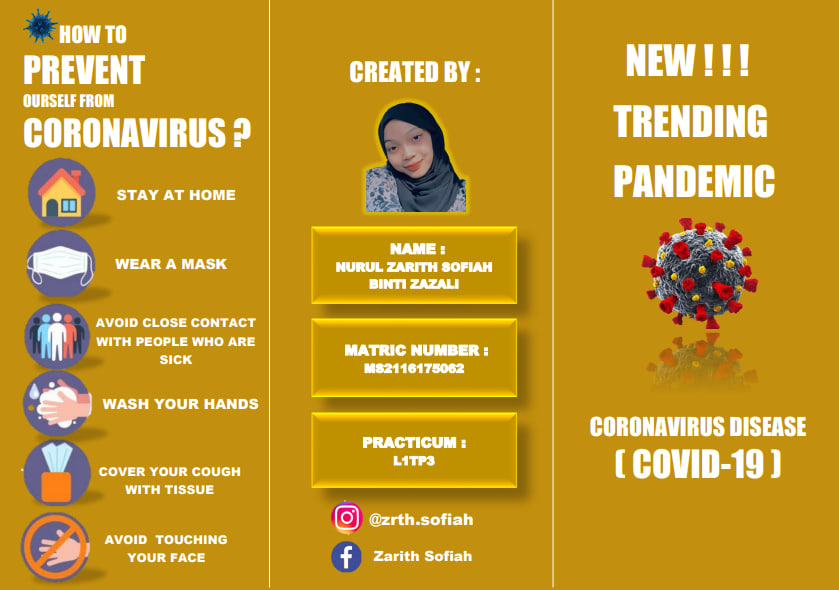 HOW TO
PREVENT
OURSELF FROM
CORONAVIRUS ?
STAY AT HOME
WEAR A MASK
AVOID CLOSE CONTACT
WITH PEOPLE WHO ARE
SICK
WASH YOUR HANDS
COVER YOUR COUGH
WITH TISSUE
AVOID TOUCHING
YOUR FACE
CREATED BY :
NAME :
NURUL ZARITH SOFIAH
BINTI ZAZALI
MATRIC NUMBER :
MS2116175062
PRACTICUM :
L1TP3
@zrth.sofiah
Zarith Sofiah
NEW ! ! !
TRENDING
PANDEMIC
CORONAVIRUS DISEASE
( COVID-19 )